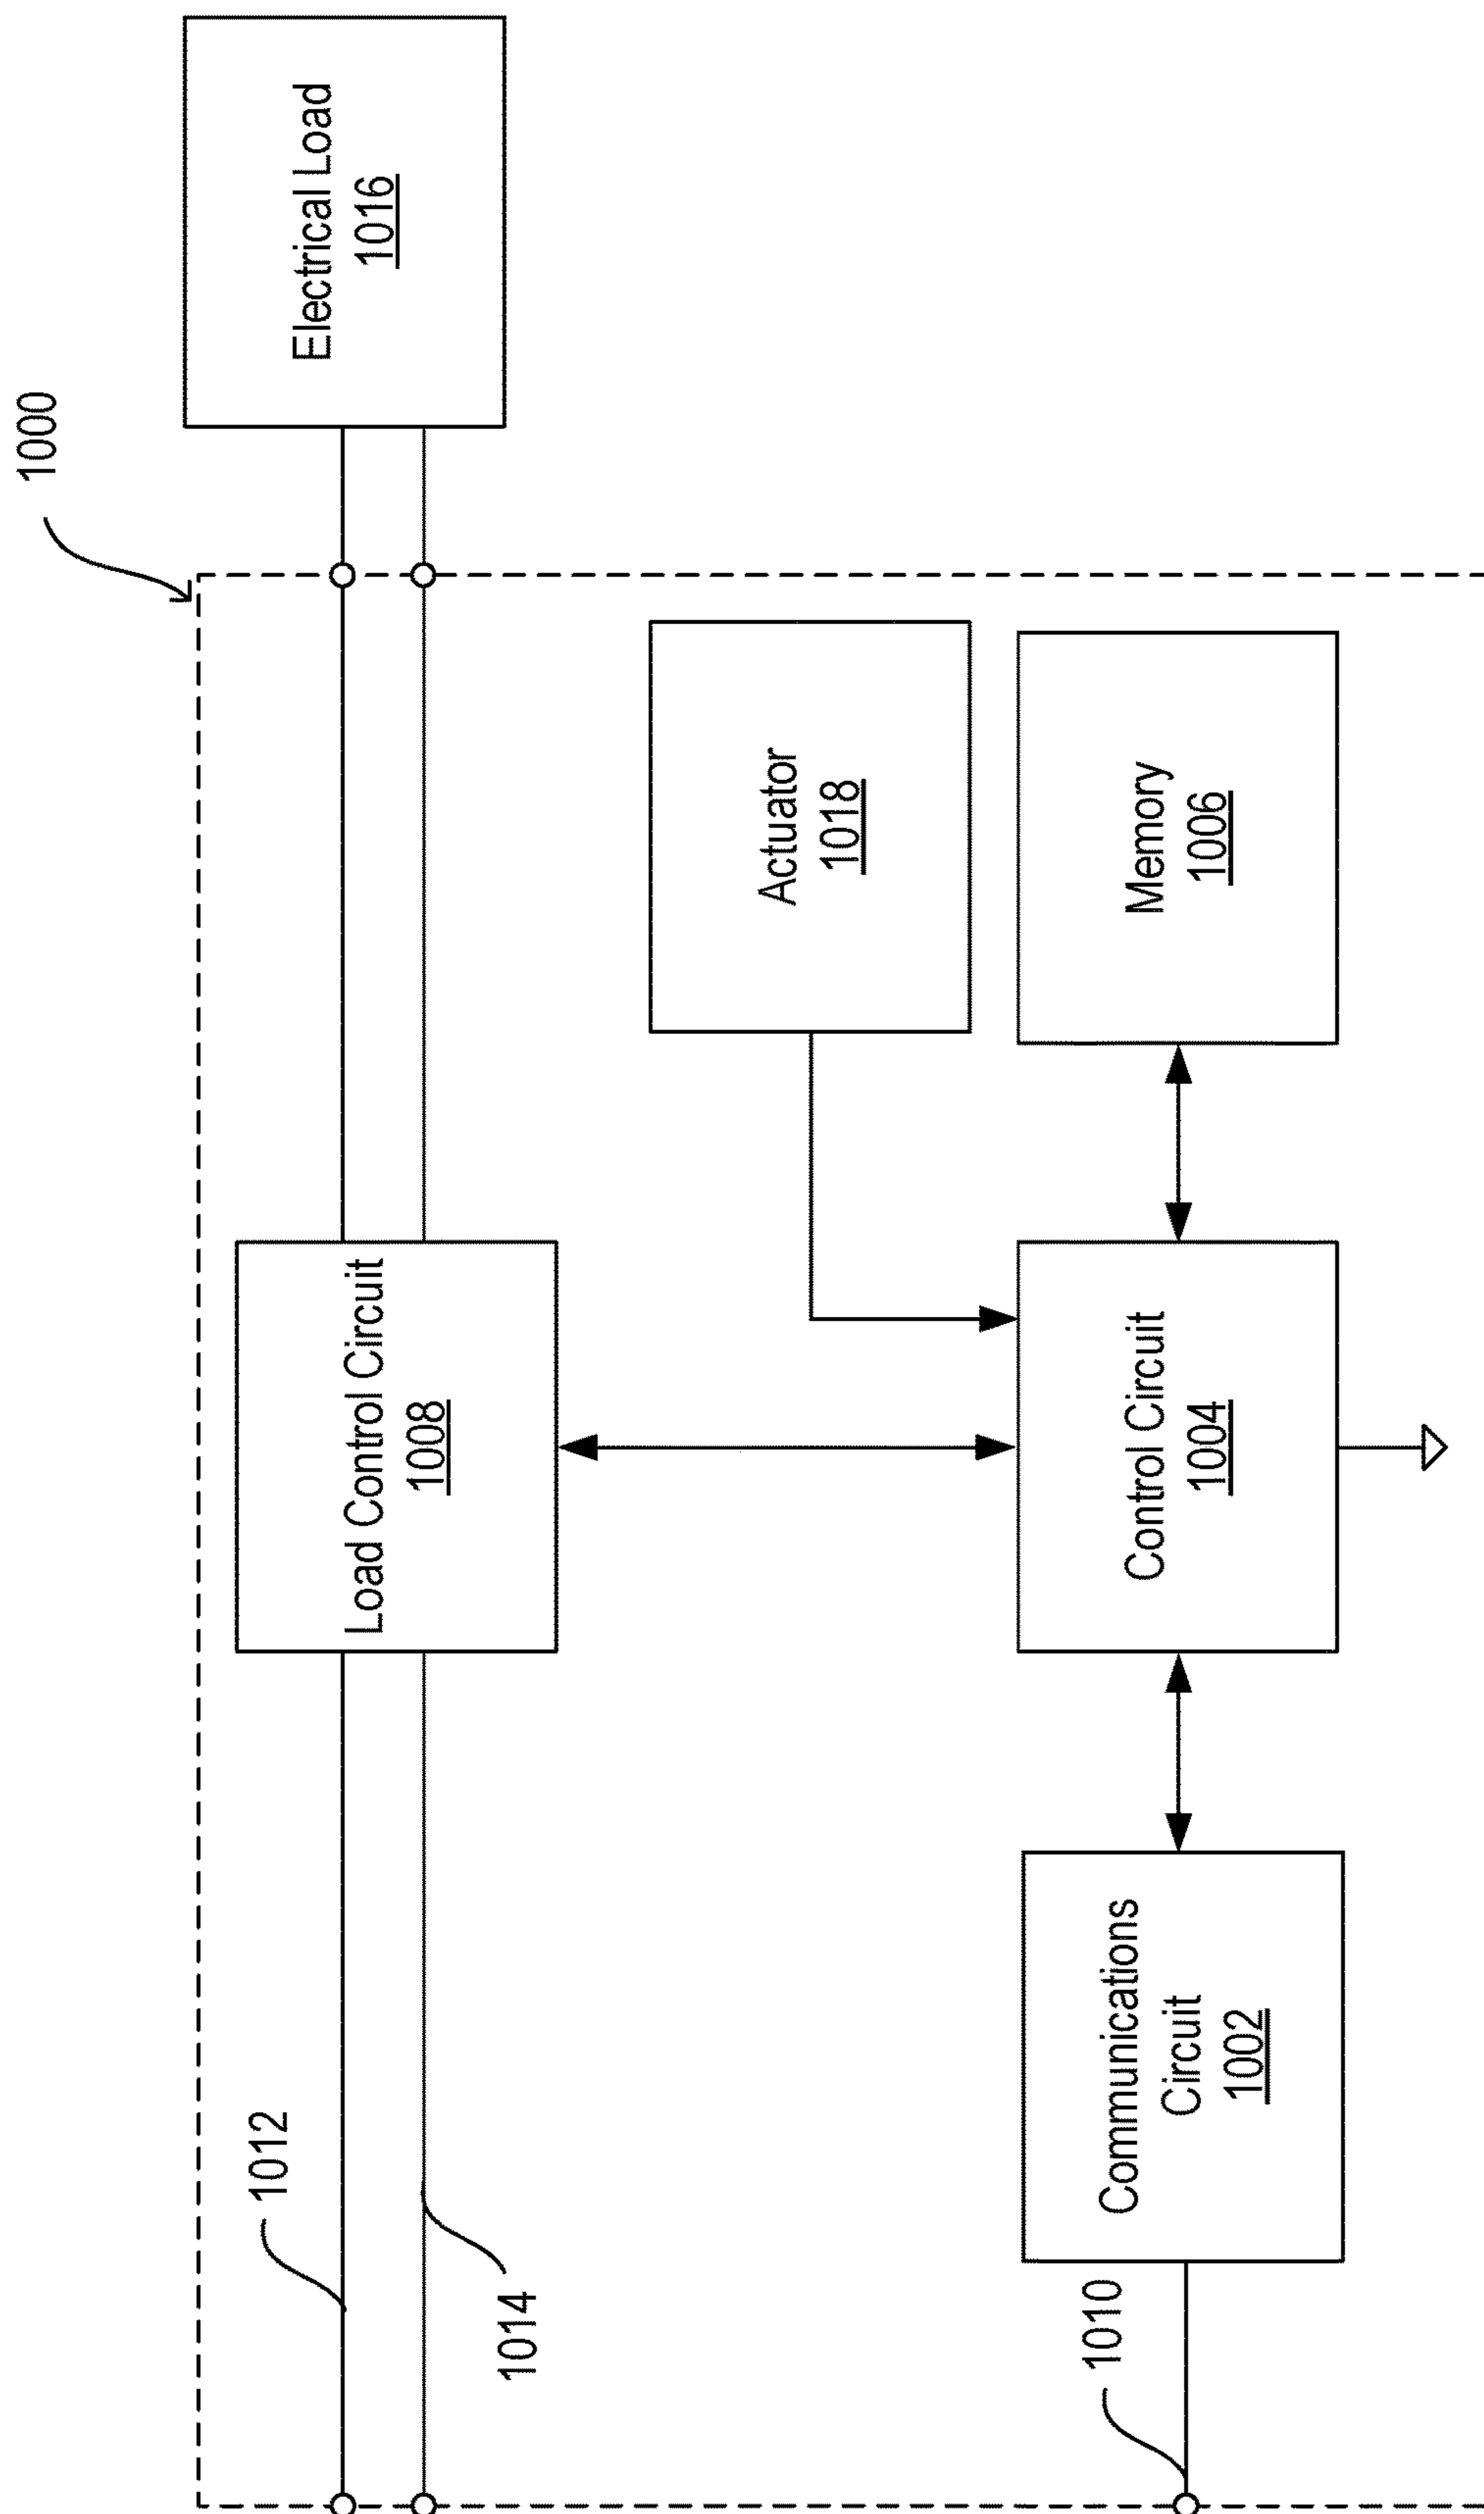 1000
1012
1014
Load Control Circuit
1008
Electrical Load
1016
Actuator
1018
1010
Communications
Circuit
1002
Control Circuit
1004
Memory
1006